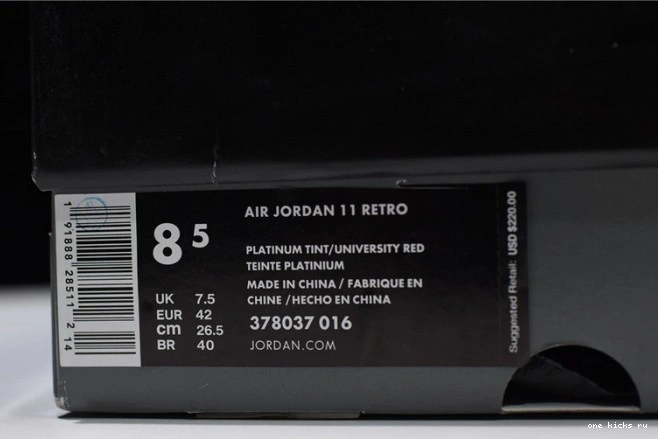 AIR JORDAN 11 RETRO
8 5
PLATINUM TINT/UNIVERSITY RED
TEINTE PLATINIUM
MADE IN CHINA / FABRIQUE EN
CHINE /HECHO EN CHINA
UK 7.5
EUR 42
cm 26.5
BR 40
378037 016
JORDAN.COM
1 91888 28511 2 14
Suggested Retail: USD $220.00
one kicks ru